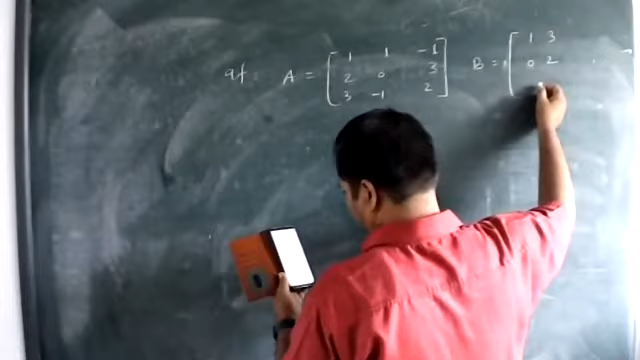 If A = [ 1 1 -1 B = [ 1 3
2 0 3 0 2
3 -1 2 ]